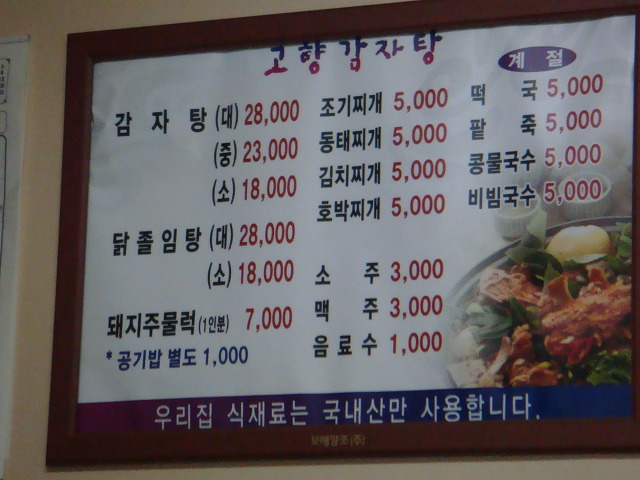 고향감자탕
감자탕 (대) 28,000
(중) 23,000
(소) 18,000
닭졸임탕 (대) 28,000
(소) 18,000
돼지주물럭(1인분) 7,000
* 공기밥 별도 1,000
조기찌개 5,000
동태찌개 5,000
김치찌개 5,000
호박찌개 5,000
소주 3,000
맥주 3,000
음료수 1,000
계절
떡국 5,000
팥죽 5,000
콩물국수 5,000
비빔국수 5,000
우리집 식재료는 국내산만 사용합니다.
보해양조(주)